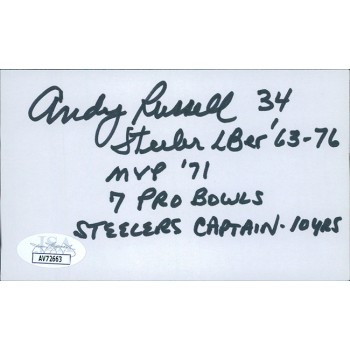 Andy Russell 34
Steeler LBer '63-76
MVP '71
7 PRO BOWLS
STEELERS CAPTAIN - 10 YRS
JSA
AV72663